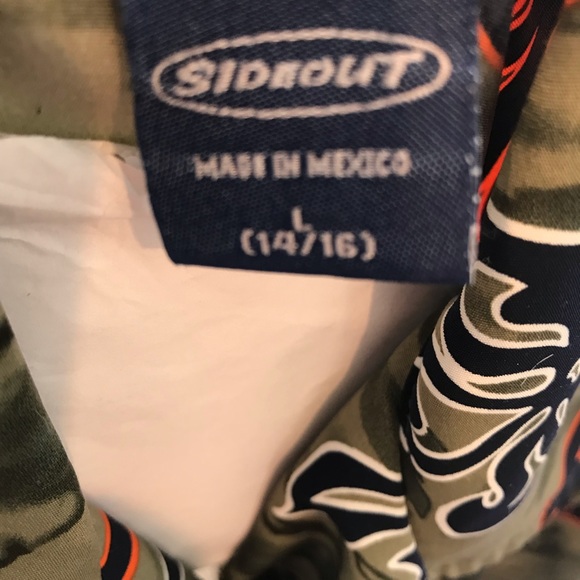 SIDEOUT
MADE IN MEXICO
L
(14/16)